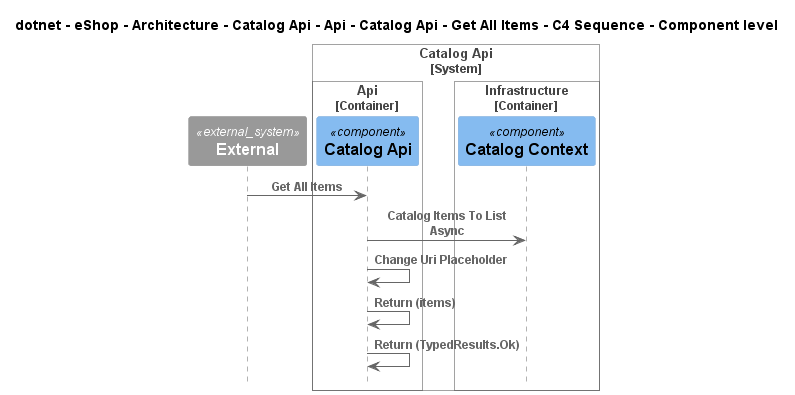 dotnet - eShop - Architecture - Catalog Api - Api - Catalog Api - Get All Items - C4 Sequence - Component level
Catalog Api
[System]
Api
[Container]
Infrastructure
[Container]
«external_system»
External
«component»
Catalog Api
«component»
Catalog Context
Get All Items
Catalog Items To List
Async
Change Uri Placeholder
Return (items)
Return (TypedResults.Ok)